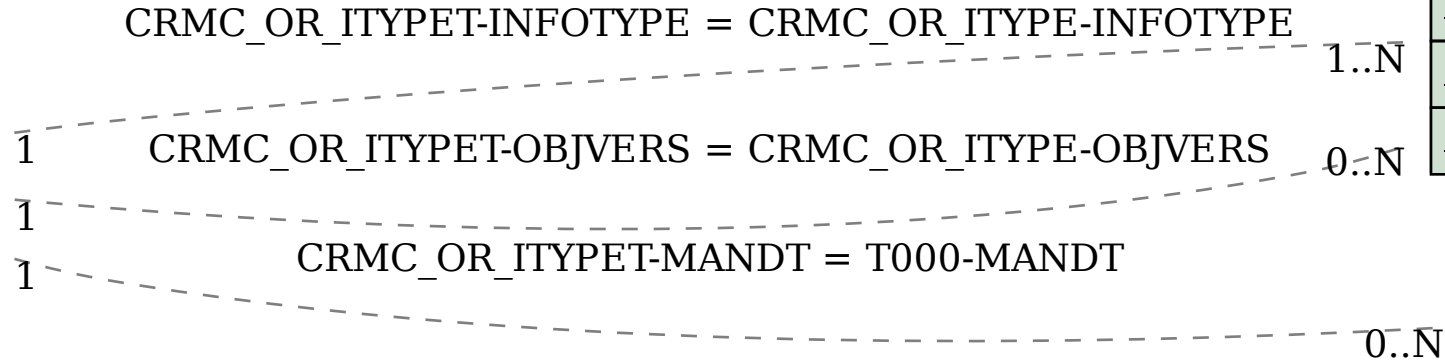 CRMC_OR_ITYPET-INFOTYPE = CRMC_OR_ITYPE-INFOTYPE
1..N
1
CRMC_OR_ITYPET-OBJVERS = CRMC_OR_ITYPE-OBJVERS
0..N
1
CRMC_OR_ITYPET-MANDT = T000-MANDT
1
0..N